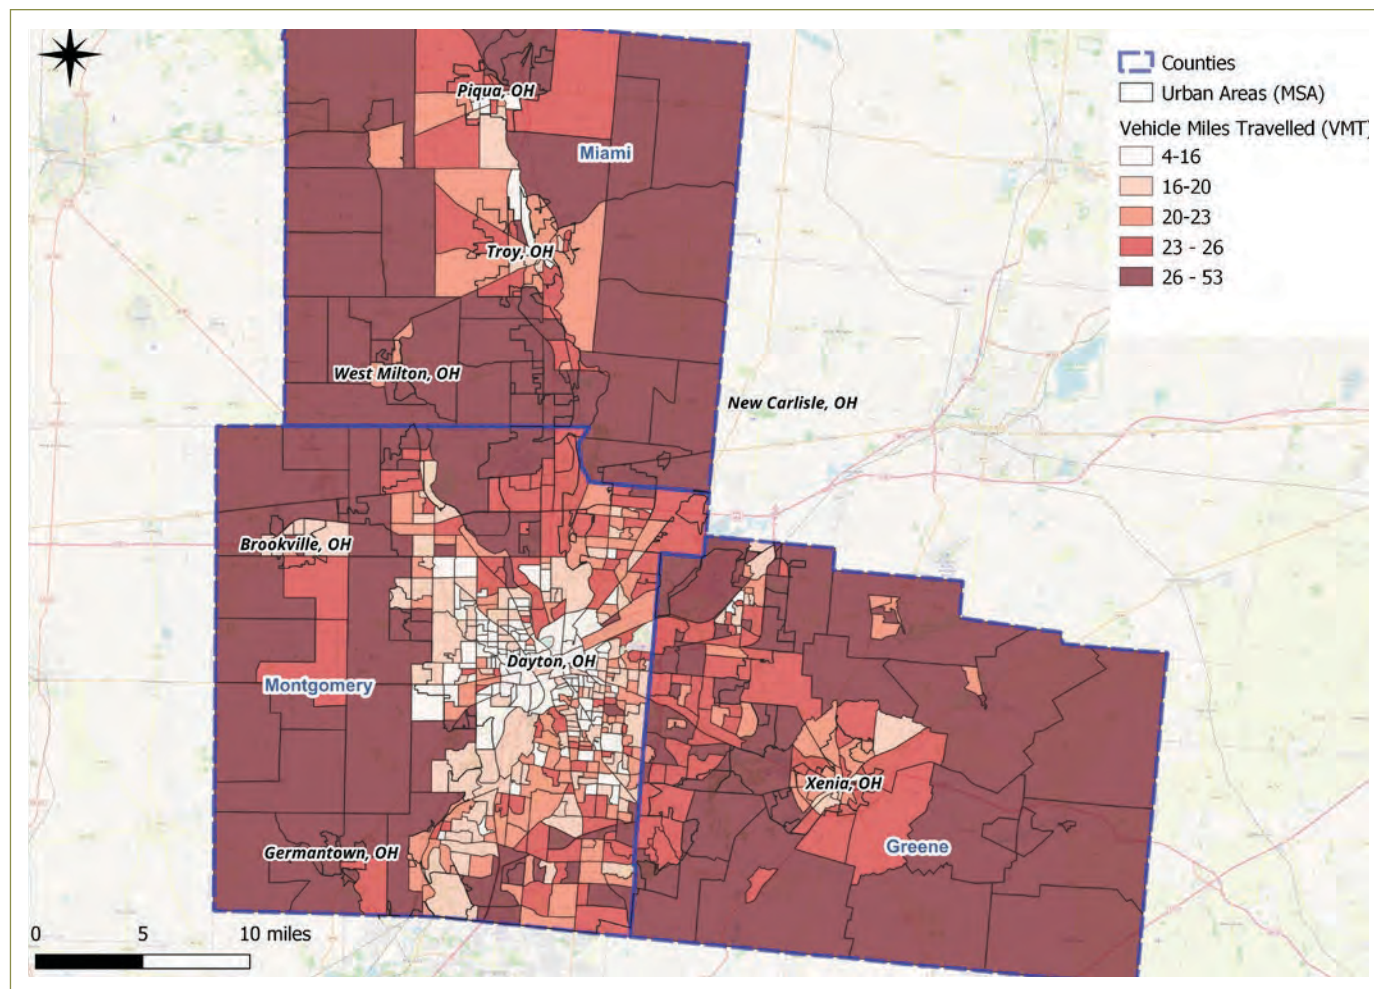 Counties
Urban Areas (MSA)
Vehicle Miles Travelled (VMT)
4-16
16-20
20-23
23 - 26
26 - 53
Piqua, OH
Miami
Troy, OH
West Milton, OH
New Carlisle, OH
Brookville, OH
Dayton, OH
Montgomery
Xenia, OH
Greene
Germantown, OH
0 5 10 miles